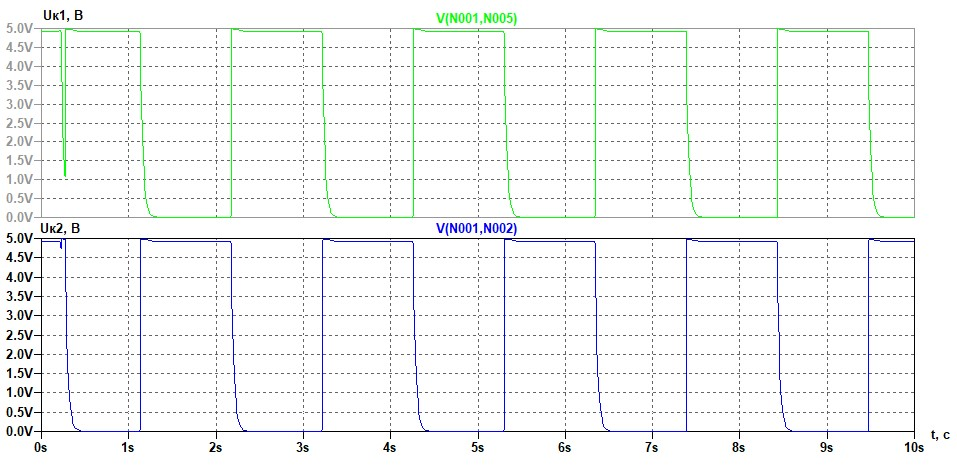 Uк1, В V(N001,N005)
5.0V
4.5V
4.0V
3.5V
3.0V
2.5V
2.0V
1.5V
1.0V
0.5V
0.0V
Uк2, В V(N001,N002)
5.0V
4.5V
4.0V
3.5V
3.0V
2.5V
2.0V
1.5V
1.0V
0.5V
0.0V
0s 1s 2s 3s 4s 5s 6s 7s 8s 9s 10s t, с